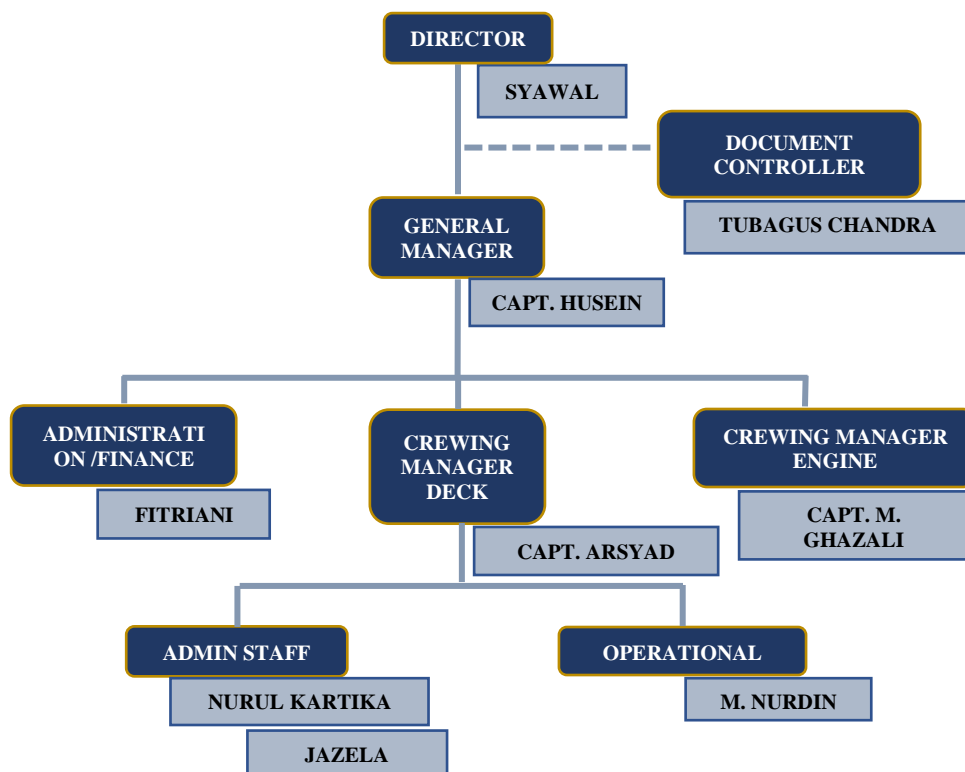 DIRECTOR
SYAWAL
DOCUMENT
CONTROLLER
TUBAGUS CHANDRA
GENERAL
MANAGER
CAPT. HUSEIN
ADMINISTRATI
ON /FINANCE
FITRIANI
CREWING
MANAGER
DECK
CAPT. ARSYAD
CREWING MANAGER
ENGINE
CAPT. M.
GHAZALI
ADMIN STAFF
NURUL KARTIKA
JAZELA
OPERATIONAL
M. NURDIN